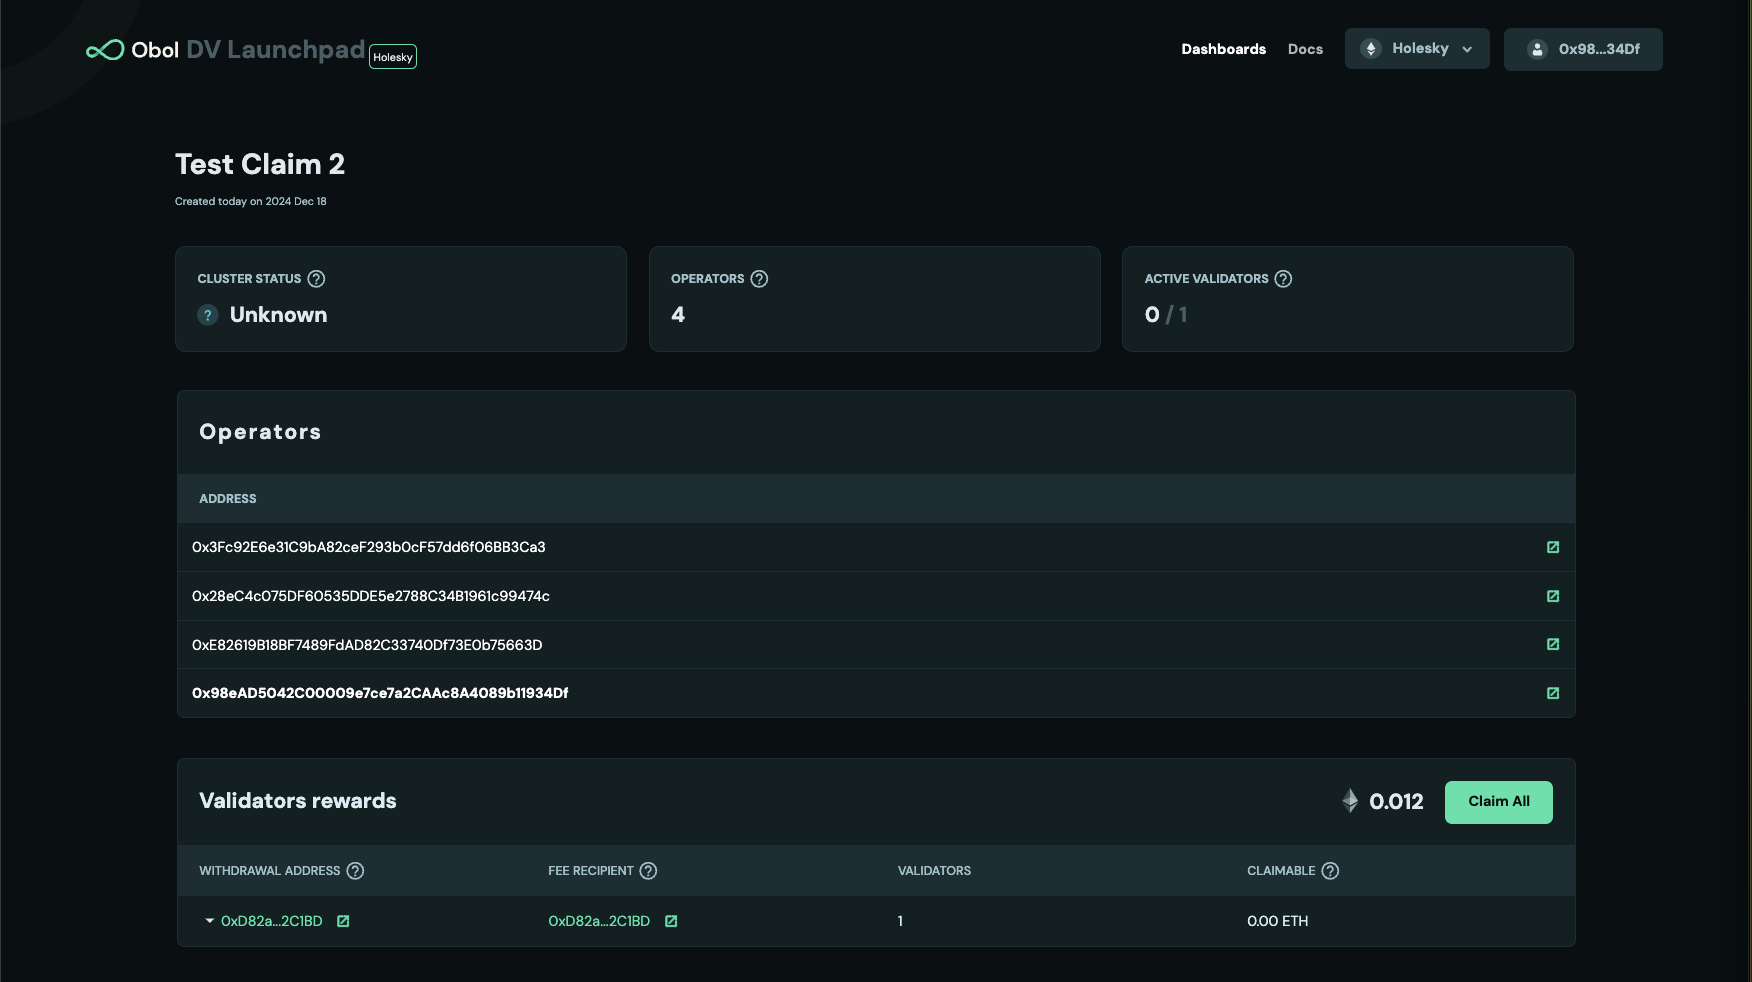 Obol DV Launchpad Holesky
Dashboards Docs Holesky 0x98...34Df
Test Claim 2
Created today on 2024 Dec 18
CLUSTER STATUS ? OPERATORS ? ACTIVE VALIDATORS ?
? Unknown 4 0 / 1
Operators
ADDRESS
0x3Fc92E6e31C9bA82ceF293b0cF57dd6f06BB3Ca3
0x28eC4c075DF60535DDE5e2788C34B1961c99474c
0xE82619B18BF7489FdAD82C33740Df73E0b75663D
0x98eAD5042C00009e7ce7a2CAAc8A4089b11934Df
Validators rewards 0.012 Claim All
WITHDRAWAL ADDRESS ? FEE RECIPIENT ? VALIDATORS CLAIMABLE ?
0xD82a...2C1BD 0xD82a...2C1BD 1 0.00 ETH